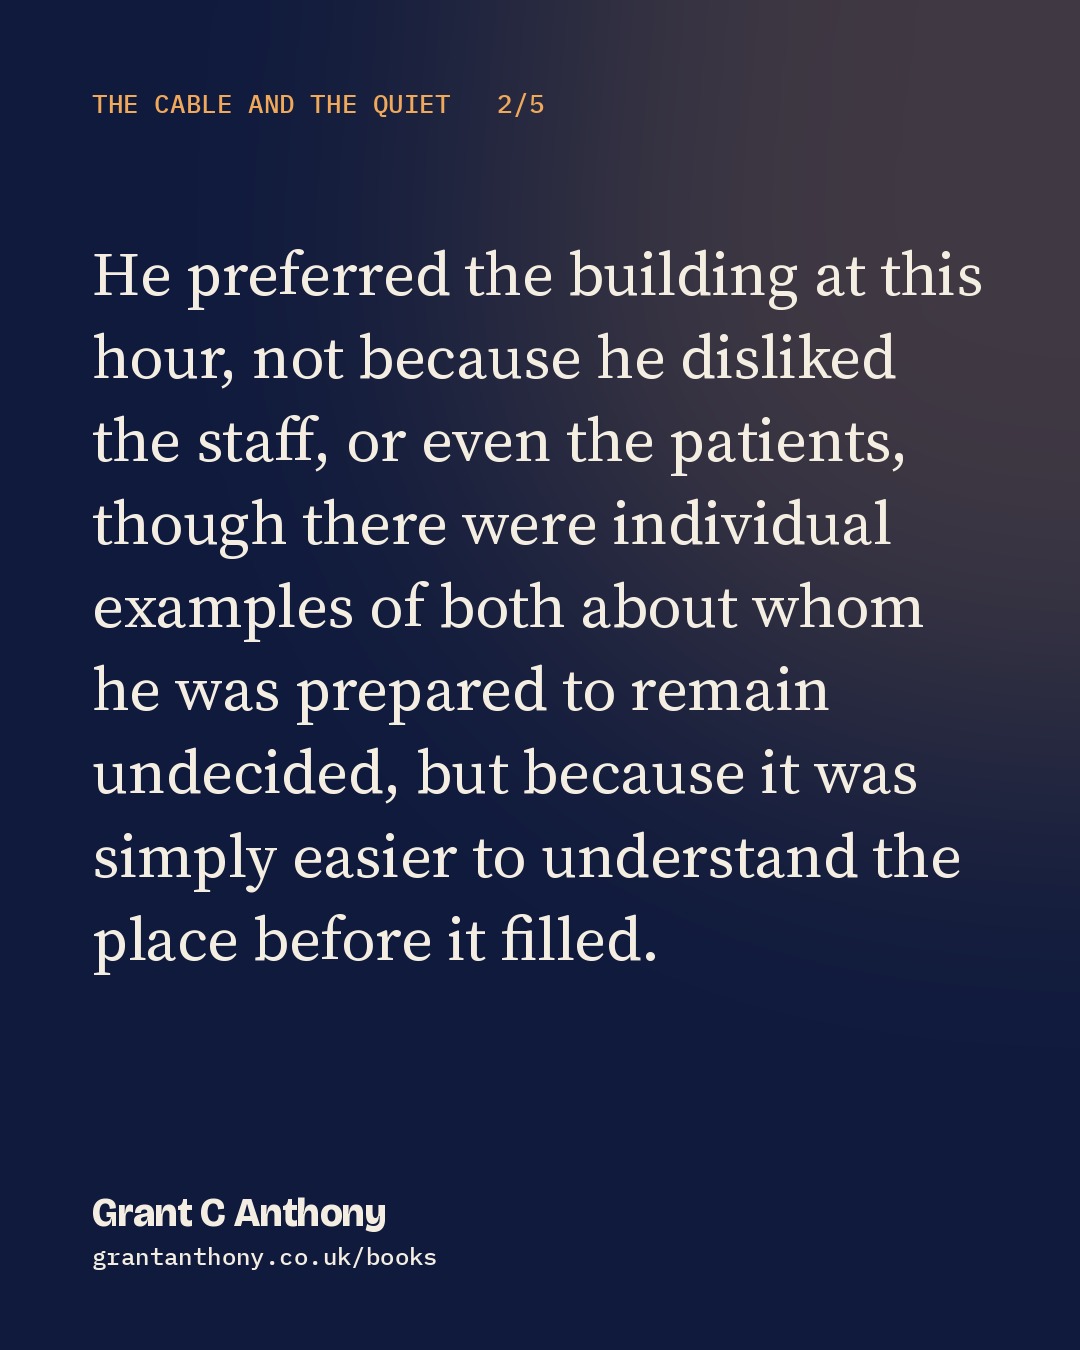 THE CABLE AND THE QUIET 2/5
He preferred the building at this
hour, not because he disliked
the staff, or even the patients,
though there were individual
examples of both about whom
he was prepared to remain
undecided, but because it was
simply easier to understand the
place before it filled.
Grant C Anthony
grantanthony.co.uk/books